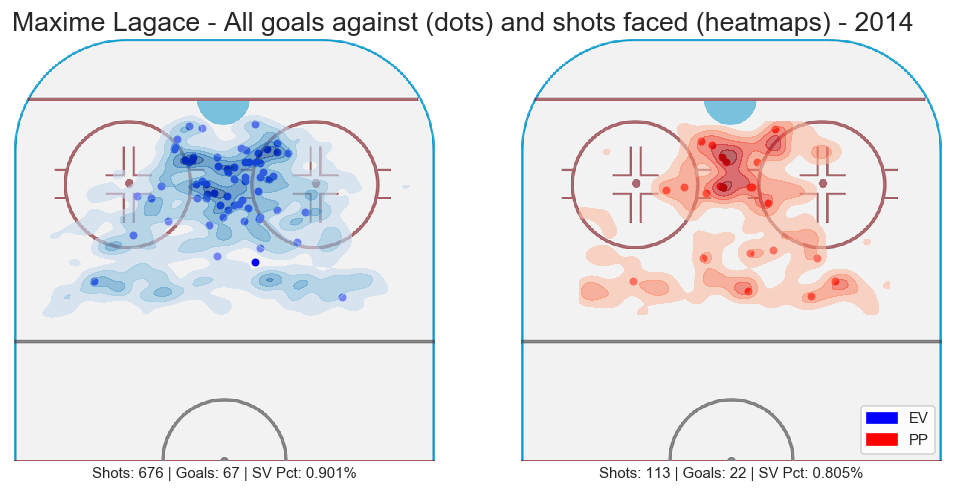 Maxime Lagace - All goals against (dots) and shots faced (heatmaps) - 2014
EV
PP
Shots: 676 | Goals: 67 | SV Pct: 0.901%
Shots: 113 | Goals: 22 | SV Pct: 0.805%